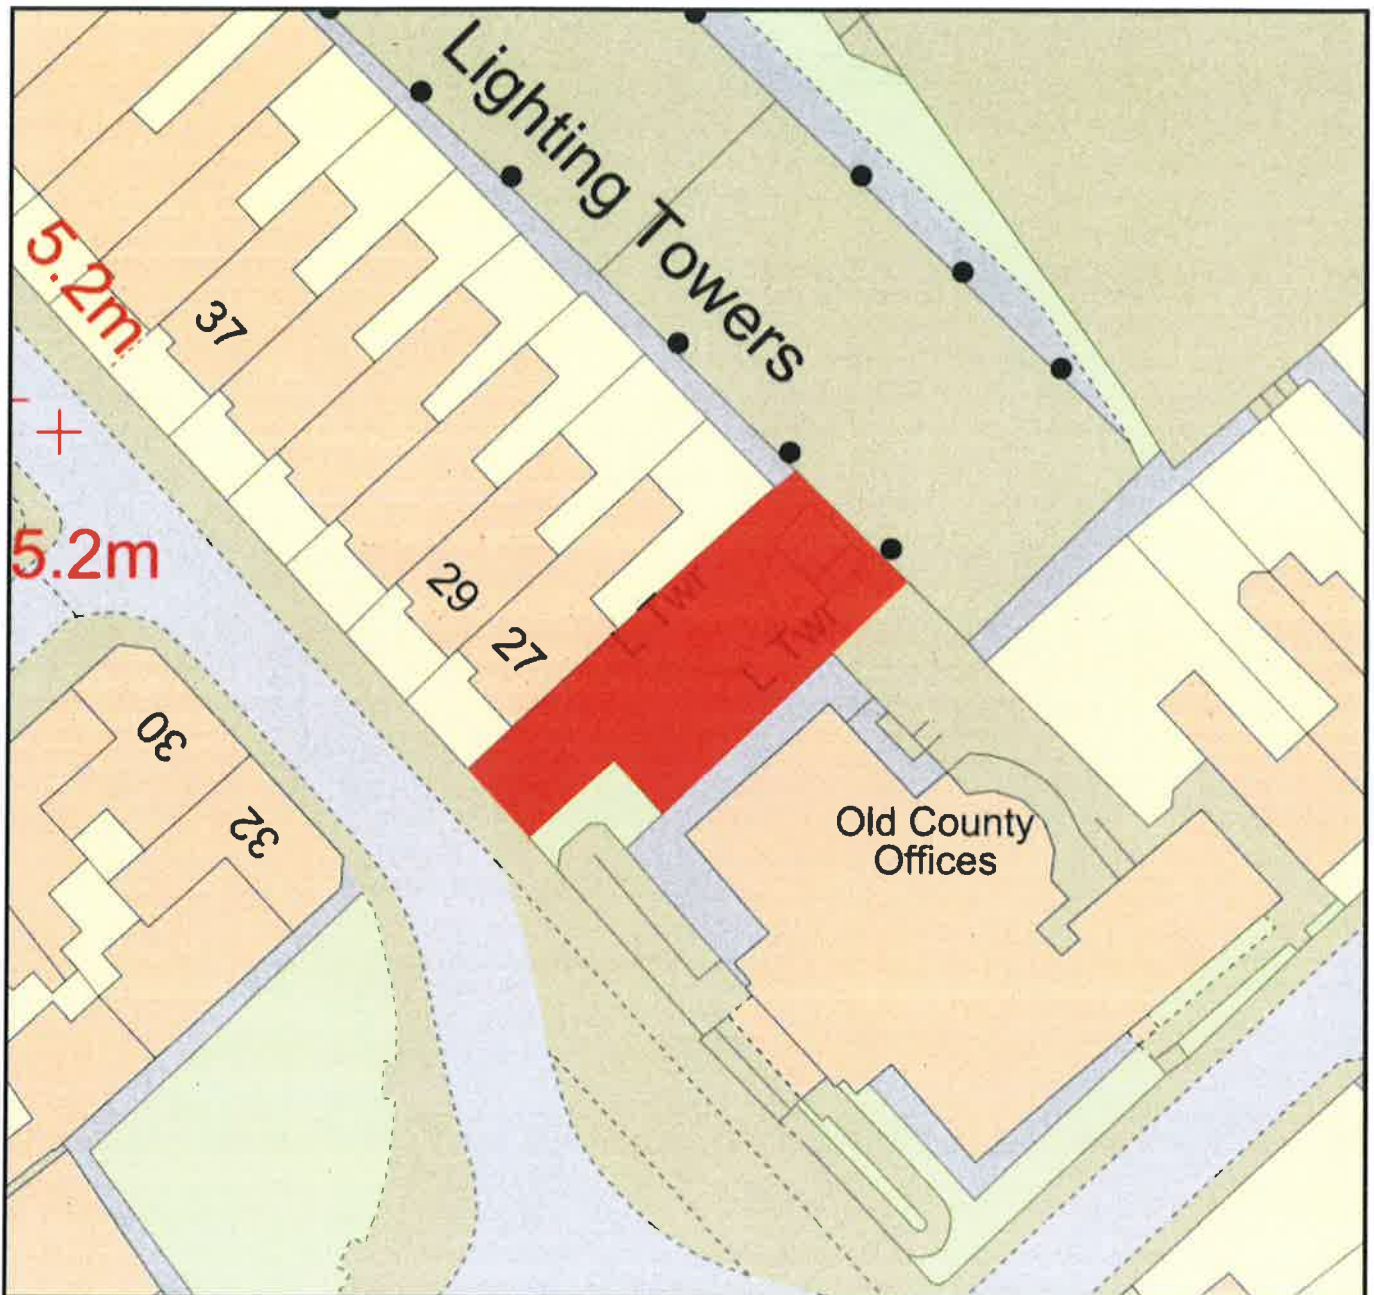 Lighting Towers
5.2m
37
5.2m
29
27
L Twr
L Twr
30
32
Old County
Offices